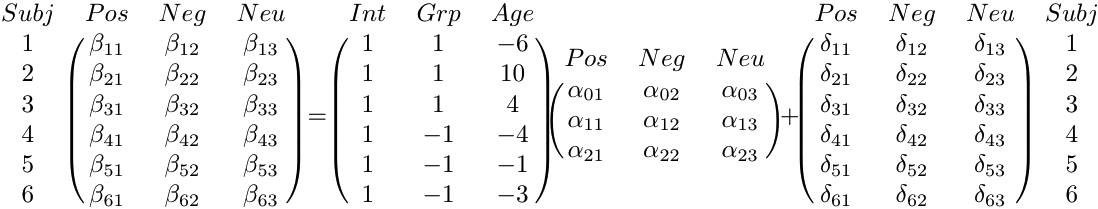 Subj Pos Neg Neu Int Grp Age Pos Neg Neu Subj
1 β₁₁ β₁₂ β₁₃ 1 1 −6 δ₁₁ δ₁₂ δ₁₃ 1
Pos Neg Neu
2 β₂₁ β₂₂ β₂₃ 1 1 10 δ₂₁ δ₂₂ δ₂₃ 2
α₀₁ α₀₂ α₀₃
3 β₃₁ β₃₂ β₃₃ 1 1 4 δ₃₁ δ₃₂ δ₃₃ 3
= α₁₁ α₁₂ α₁₃ +
4 β₄₁ β₄₂ β₄₃ 1 −1 −4 δ₄₁ δ₄₂ δ₄₃ 4
α₂₁ α₂₂ α₂₃
5 β₅₁ β₅₂ β₅₃ 1 −1 −1 δ₅₁ δ₅₂ δ₅₃ 5
6 β₆₁ β₆₂ β₆₃ 1 −1 −3 δ₆₁ δ₆₂ δ₆₃ 6